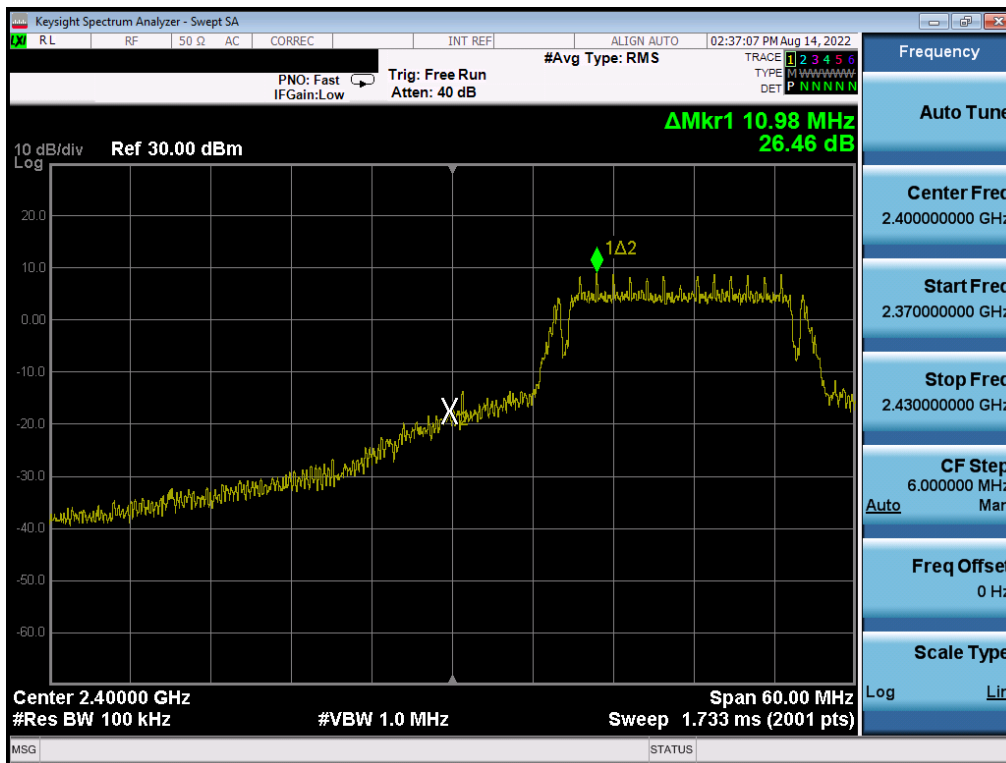 Keysight Spectrum Analyzer - Swept SA
LXI RL RF 50 Ω AC CORREC INT REF ALIGN AUTO 02:37:07 PM Aug 14, 2022
PNO: Fast
IFGain:Low
Trig: Free Run
Atten: 40 dB
#Avg Type: RMS
TRACE 1 2 3 4 5 6
TYPE M WWWWW
DET P N N N N N
ΔMkr1 10.98 MHz
26.46 dB
10 dB/div Ref 30.00 dBm
Log
20.0
10.0
0.00
-10.0
-20.0
-30.0
-40.0
-50.0
-60.0
1Δ2
X2
Center 2.40000 GHz
Span 60.00 MHz
#Res BW 100 kHz
#VBW 1.0 MHz
Sweep 1.733 ms (2001 pts)
MSG
STATUS
Frequency
Auto Tune
Center Freq
2.400000000 GHz
Start Freq
2.370000000 GHz
Stop Freq
2.430000000 GHz
CF Step
6.000000 MHz
Auto Man
Freq Offset
0 Hz
Scale Type
Log Lin